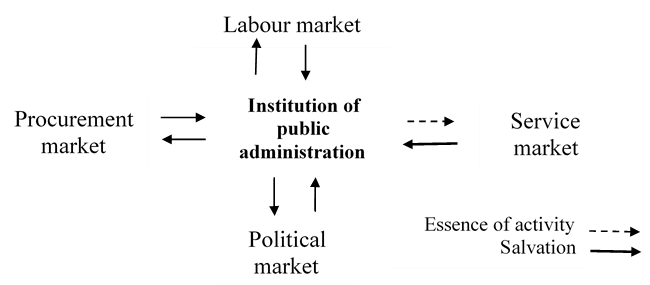 Labour market
Procurement
market
Institution of
public
administration
Service
market
Political
market
Essence of activity
Salvation